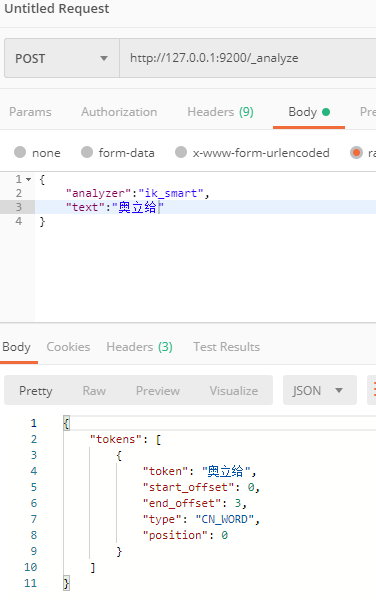 Untitled Request
POST http://127.0.0.1:9200/_analyze
Params Authorization Headers (9) Body Pre
none form-data x-www-form-urlencoded ra
1 {
2 "analyzer":"ik_smart",
3 "text":"奥立给"
4 }
Body Cookies Headers (3) Test Results
Pretty Raw Preview Visualize JSON
1 {
2 "tokens": [
3 {
4 "token": "奥立给",
5 "start_offset": 0,
6 "end_offset": 3,
7 "type": "CN_WORD",
8 "position": 0
9 }
10 ]
11 }